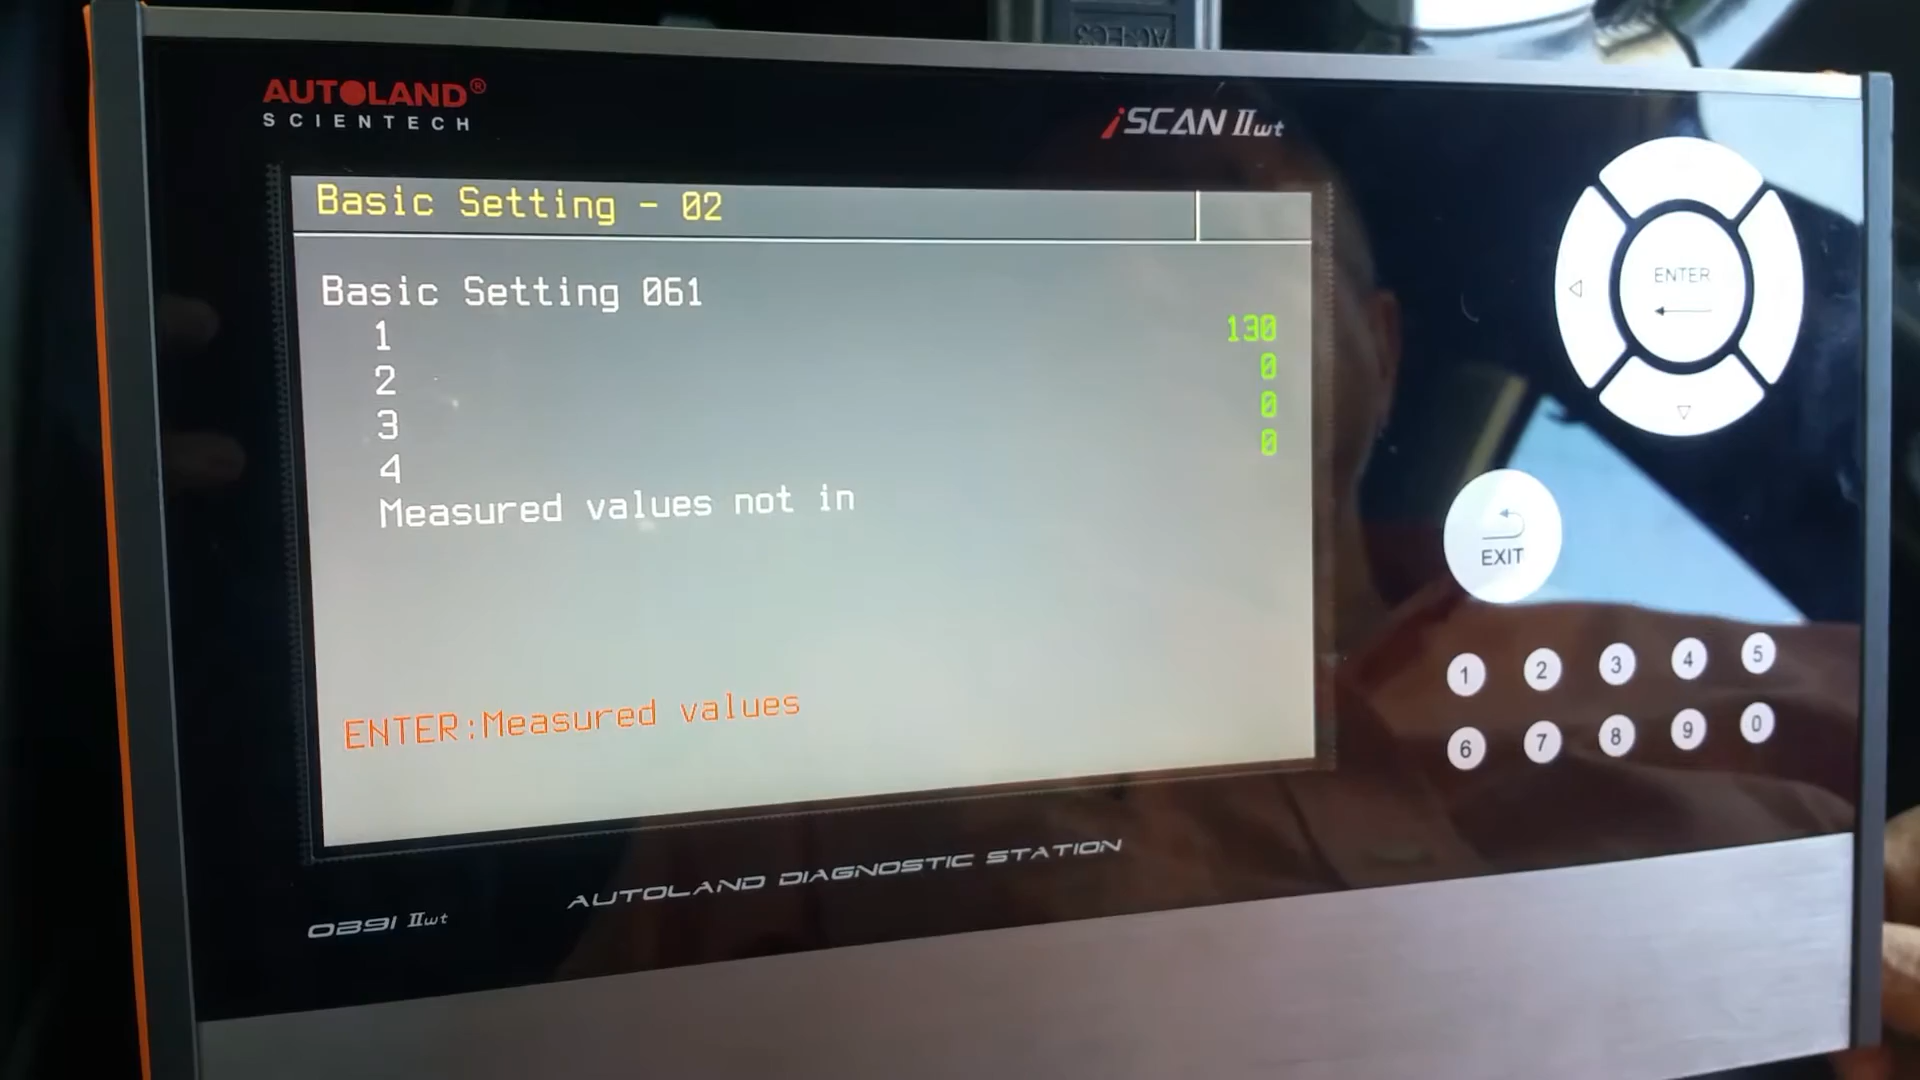 AUTOLAND®
SCIENTECH
iSCAN IIwt
Basic Setting - 02
Basic Setting 061
1 130
2 0
3 0
4 0
Measured values not in
ENTER:Measured values
ENTER
EXIT
1 2 3 4 5
6 7 8 9 0
AUTOLAND DIAGNOSTIC STATION